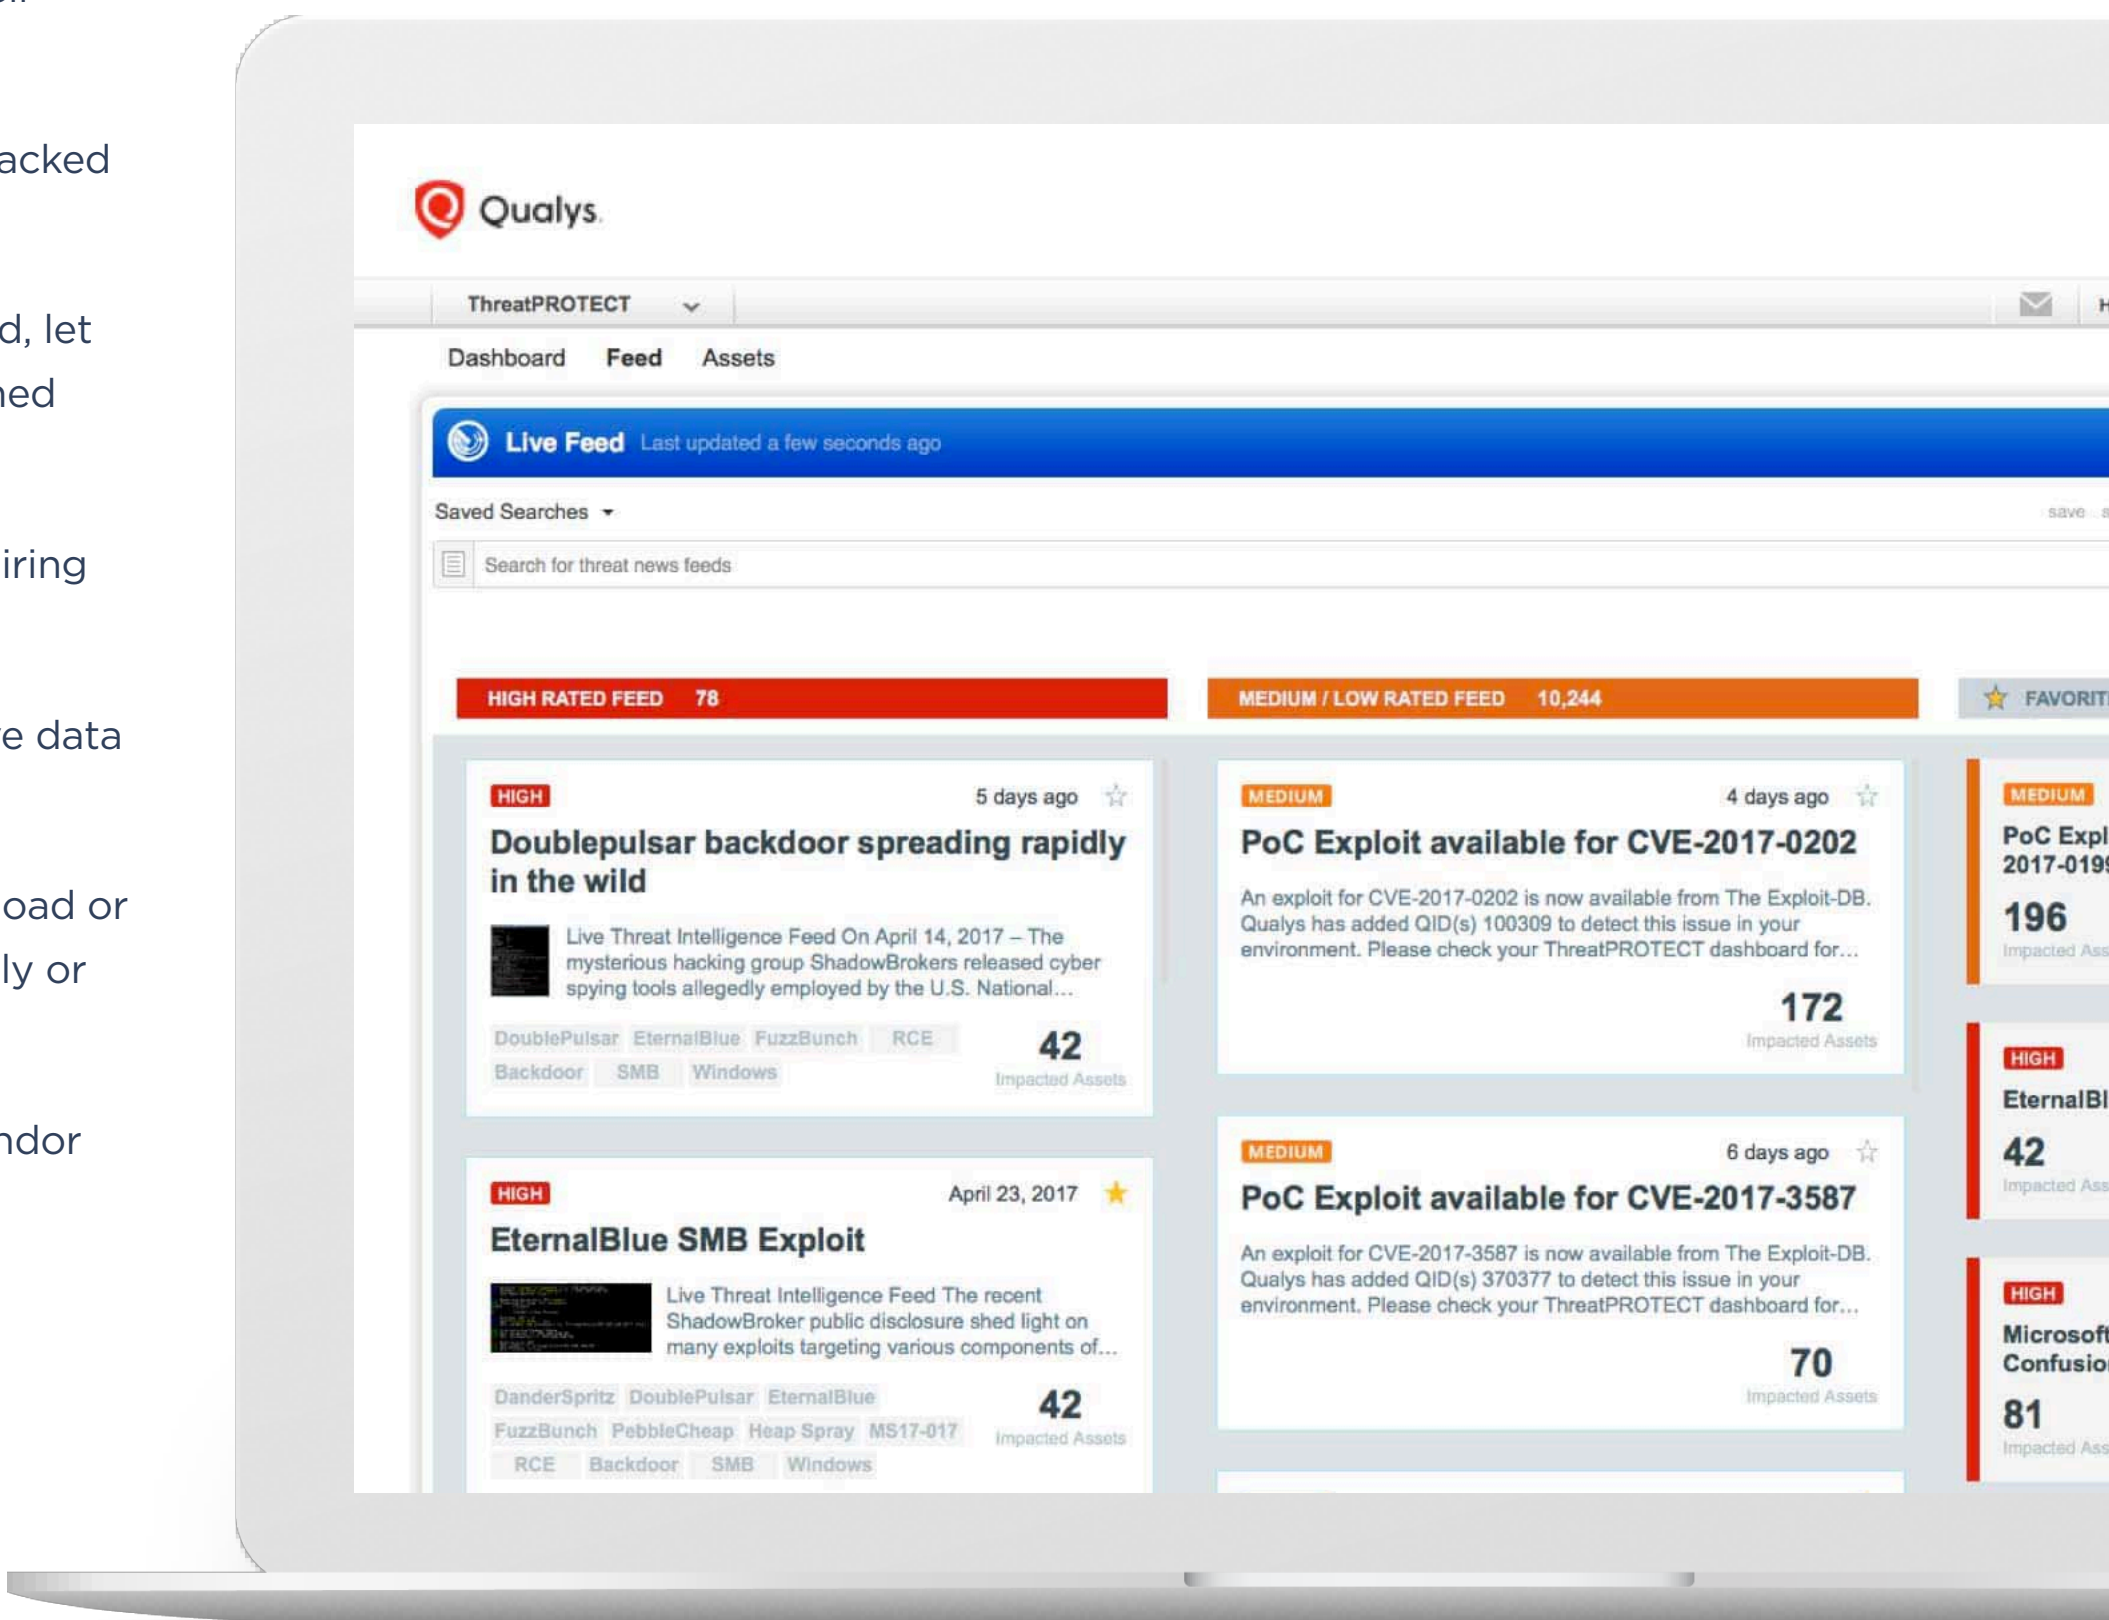 acked
d, let
ned
iring
e data
oad or
ly or
ndor
Qualys.
ThreatPROTECT
H
Dashboard Feed Assets
Live Feed Last updated a few seconds ago
Saved Searches
save s
Search for threat news feeds
HIGH RATED FEED 78
HIGH 5 days ago
Doublepulsar backdoor spreading rapidly
in the wild
Live Threat Intelligence Feed On April 14, 2017 – The
mysterious hacking group ShadowBrokers released cyber
spying tools allegedly employed by the U.S. National...
DoublePulsar EternalBlue FuzzBunch RCE
Backdoor SMB Windows
42
Impacted Assets
HIGH April 23, 2017
EternalBlue SMB Exploit
Live Threat Intelligence Feed The recent
ShadowBroker public disclosure shed light on
many exploits targeting various components of...
DanderSpritz DoublePulsar EternalBlue
FuzzBunch PebbleCheap Heap Spray MS17-017
RCE Backdoor SMB Windows
42
Impacted Assets
MEDIUM / LOW RATED FEED 10,244
MEDIUM 4 days ago
PoC Exploit available for CVE-2017-0202
An exploit for CVE-2017-0202 is now available from The Exploit-DB.
Qualys has added QID(s) 100309 to detect this issue in your
environment. Please check your ThreatPROTECT dashboard for...
172
Impacted Assets
MEDIUM 6 days ago
PoC Exploit available for CVE-2017-3587
An exploit for CVE-2017-3587 is now available from The Exploit-DB.
Qualys has added QID(s) 370377 to detect this issue in your
environment. Please check your ThreatPROTECT dashboard for...
70
Impacted Assets
FAVORIT
MEDIUM
PoC Expl
2017-019
196
Impacted Ass
HIGH
EternalBl
42
Impacted Ass
HIGH
Microsoft
Confusio
81
Impacted Ass